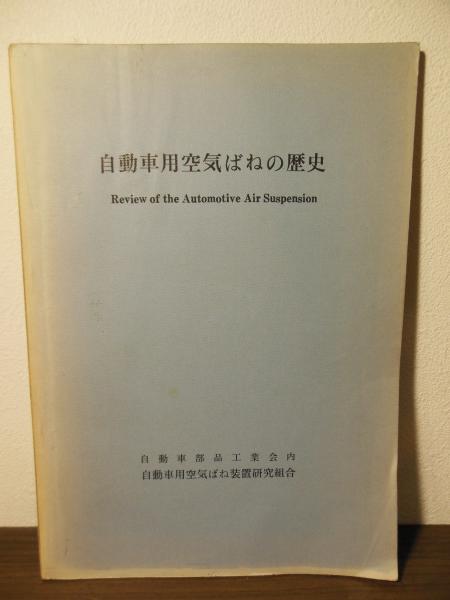 自動車用空気ばねの歴史
Review of the Automotive Air Suspension
自動車部品工業会内
自動車用空気ばね装置研究組合